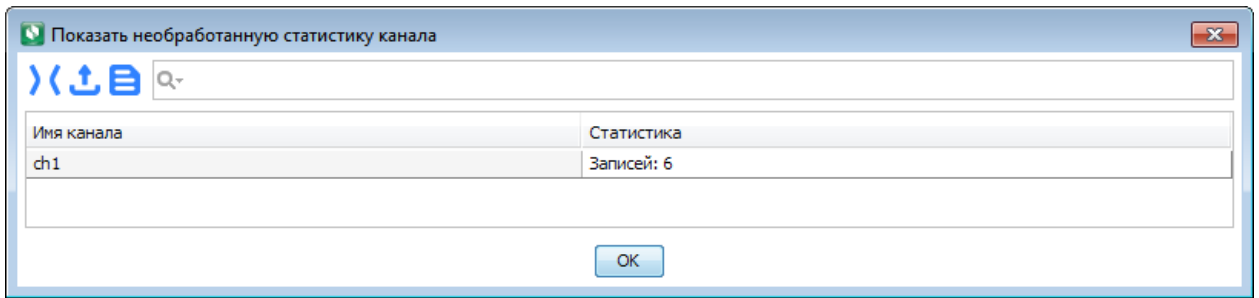 Показать необработанную статистику канала
Имя канала Статистика
ch1 Записей: 6
OK